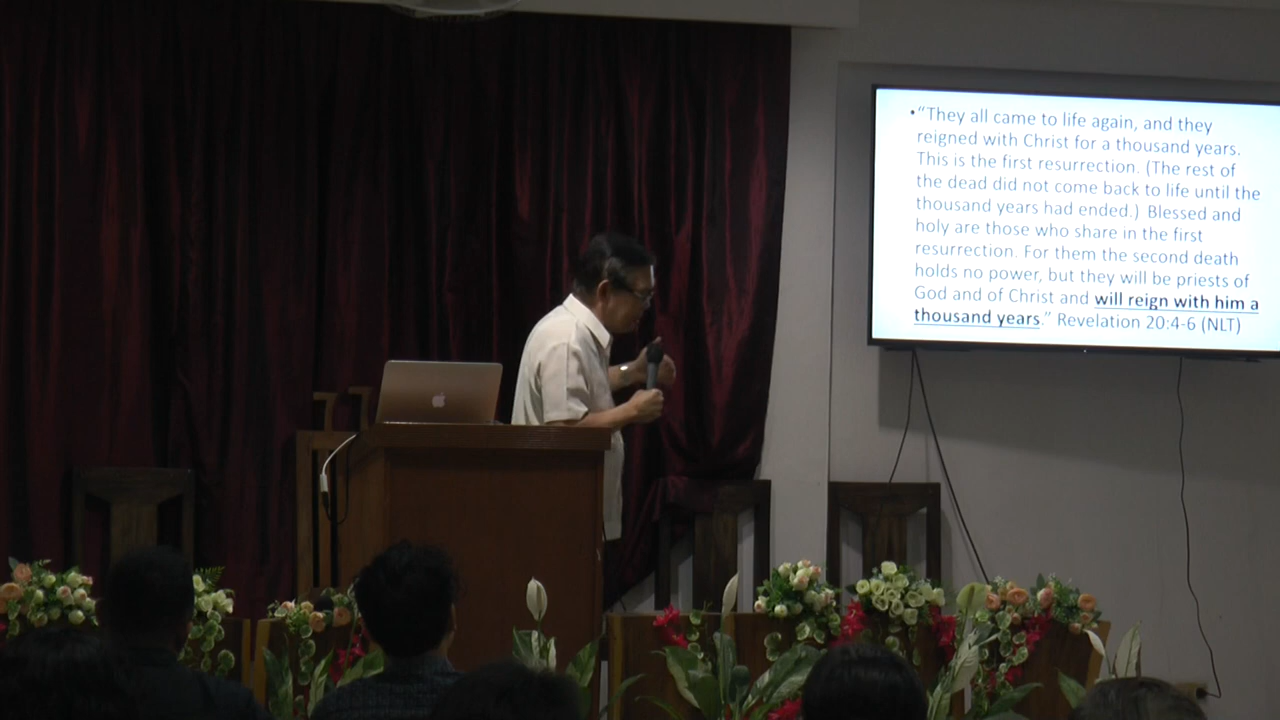 •“They all came to life again, and they
reigned with Christ for a thousand years.
This is the first resurrection. (The rest of
the dead did not come back to life until the
thousand years had ended.) Blessed and
holy are those who share in the first
resurrection. For them the second death
holds no power, but they will be priests of
God and of Christ and will reign with him a
thousand years.” Revelation 20:4-6 (NLT)